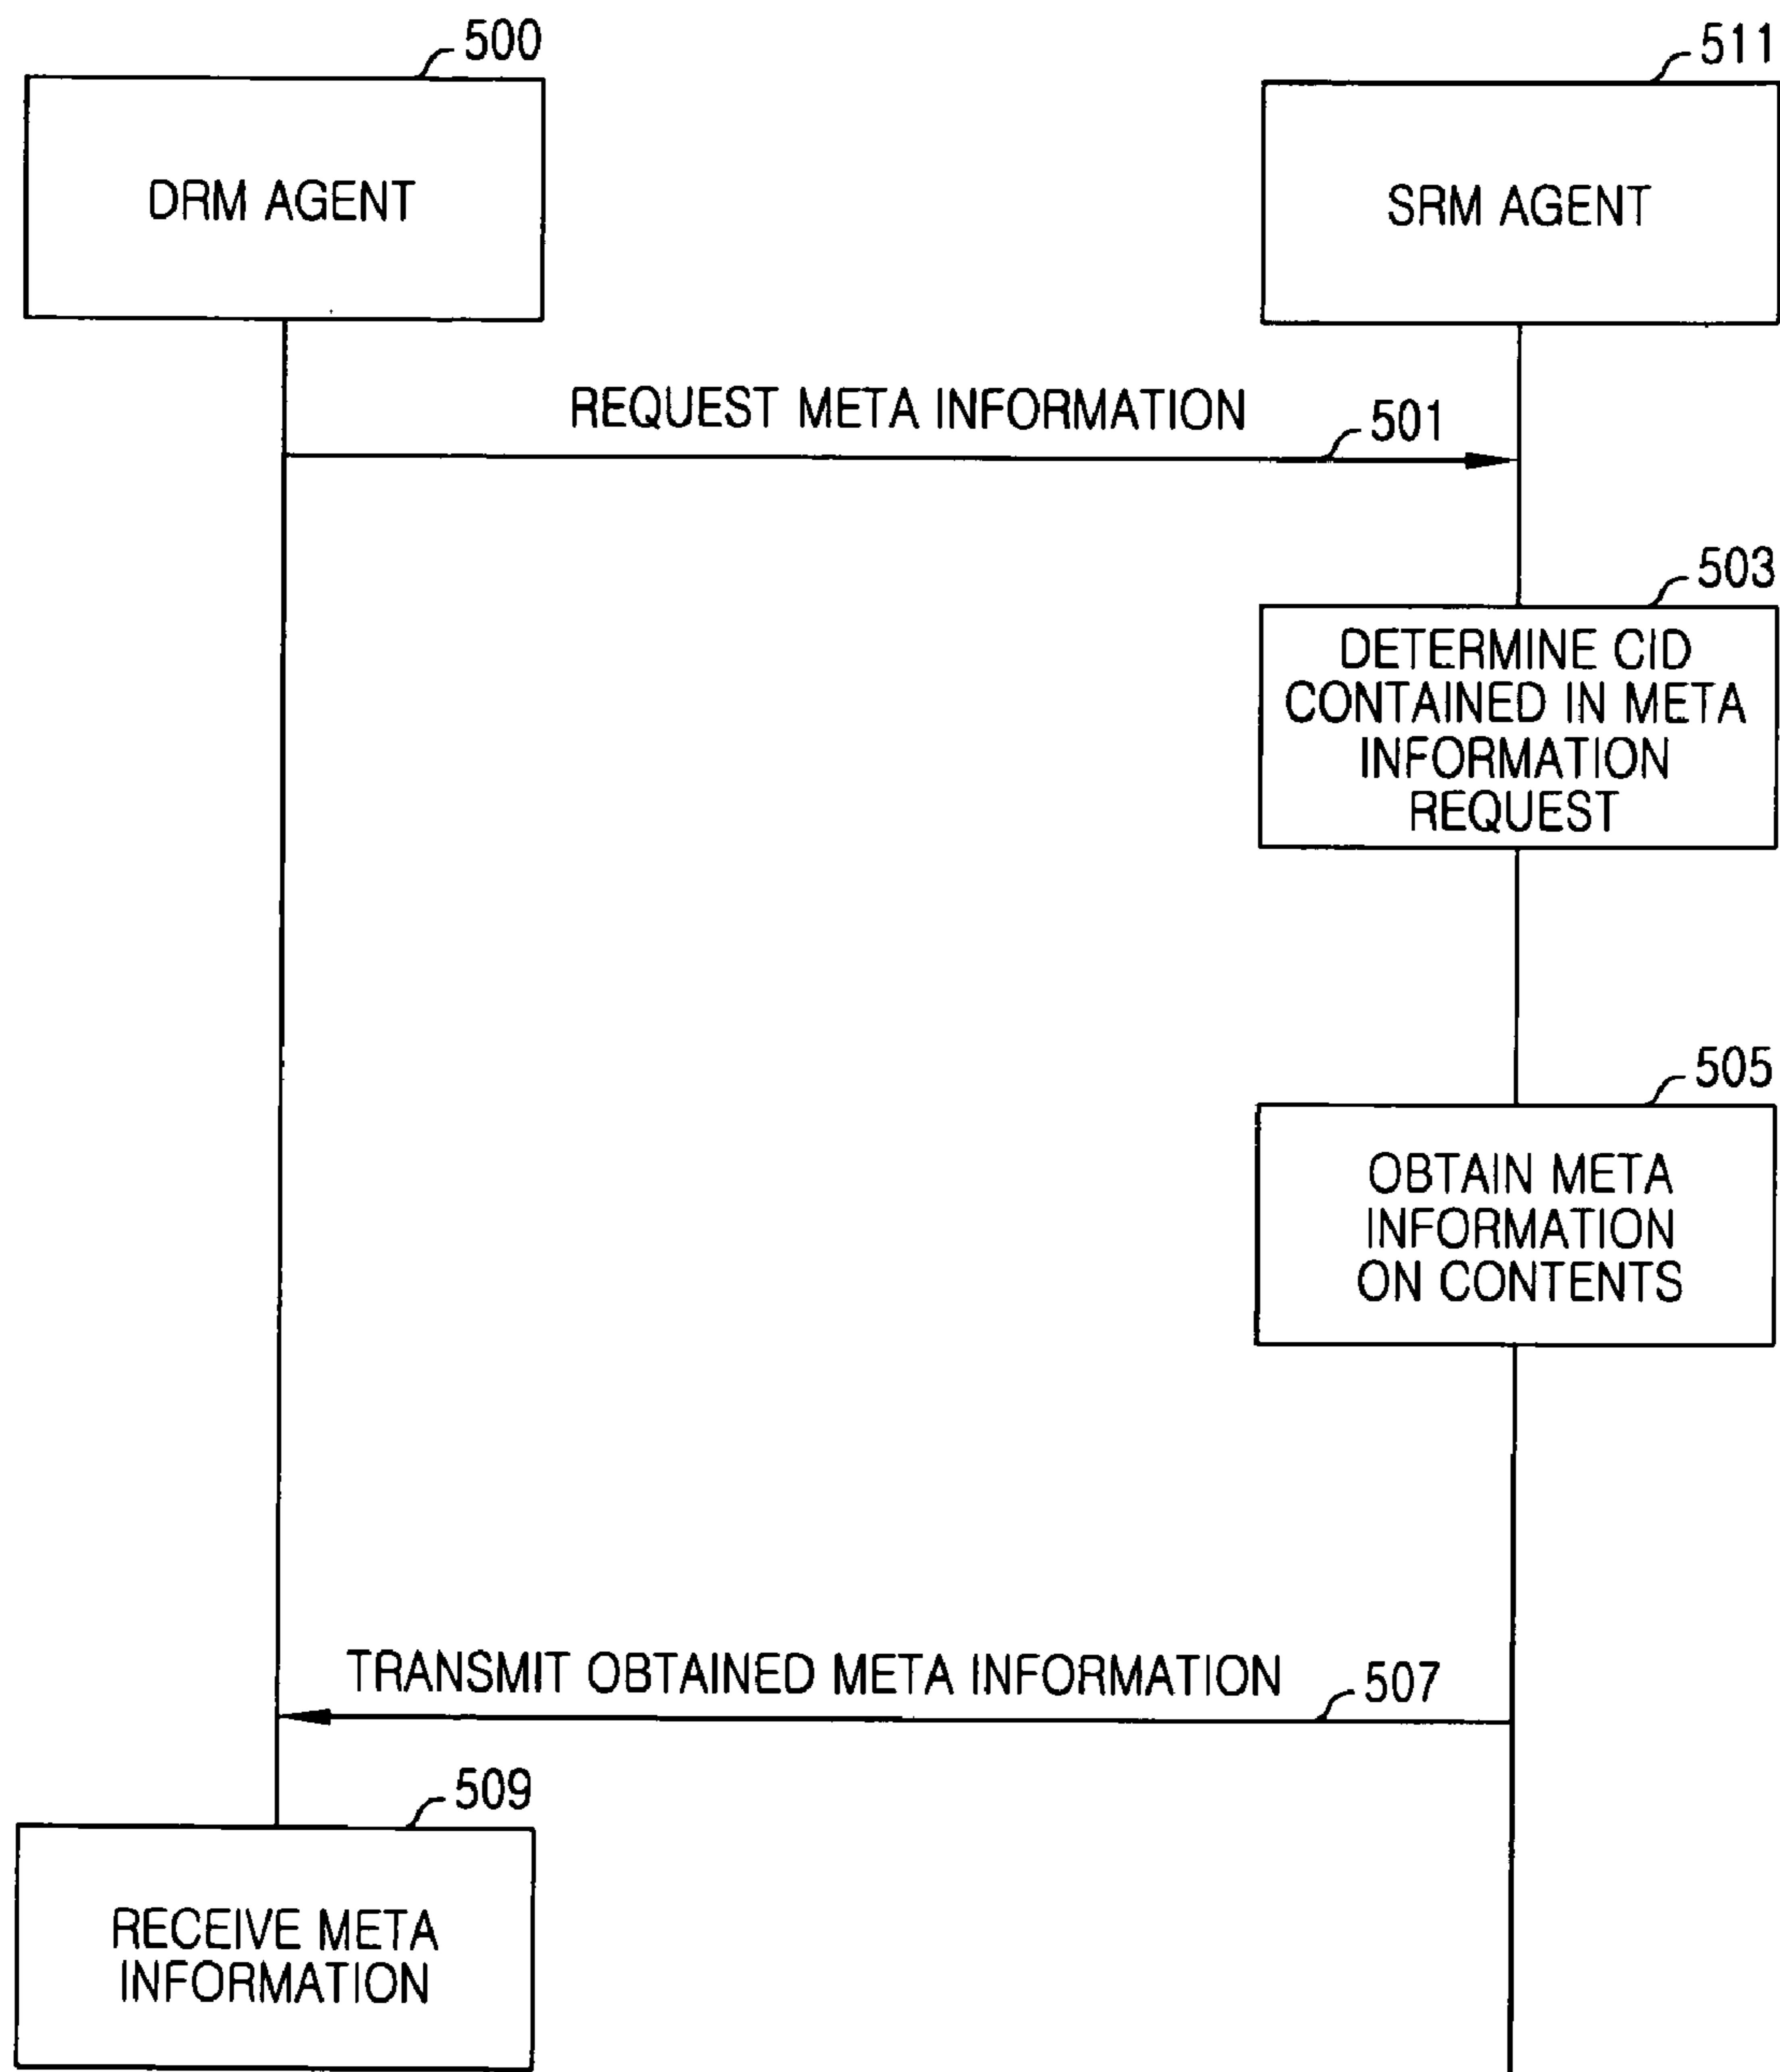 500
511
DRM AGENT
SRM AGENT
REQUEST META INFORMATION
501
503
DETERMINE CID
CONTAINED IN META
INFORMATION
REQUEST
505
OBTAIN META
INFORMATION
ON CONTENTS
TRANSMIT OBTAINED META INFORMATION
507
509
RECEIVE META
INFORMATION